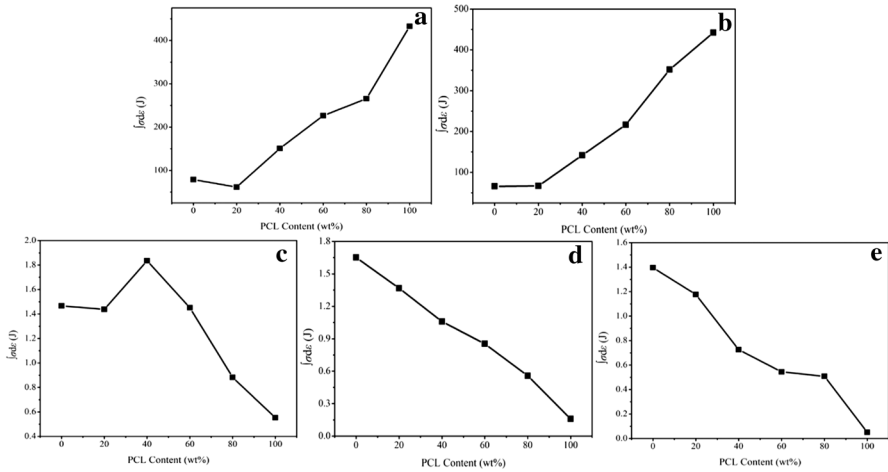 a
400
300
200
100
∫σdε (J)
0 20 40 60 80 100
PCL Content (wt%)
b
500
400
300
200
100
∫σdε (J)
0 20 40 60 80 100
PCL Content (wt%)
c
2.0
1.8
1.6
1.4
1.2
1.0
0.8
0.6
0.4
∫σdε (J)
0 20 40 60 80 100
PCL Content (wt%)
d
1.8
1.5
1.2
0.9
0.6
0.3
0.0
∫σdε (J)
0 20 40 60 80 100
PCL Content (wt%)
e
1.6
1.4
1.2
1.0
0.8
0.6
0.4
0.2
0.0
∫σdε (J)
0 20 40 60 80 100
PCL Content (wt%)